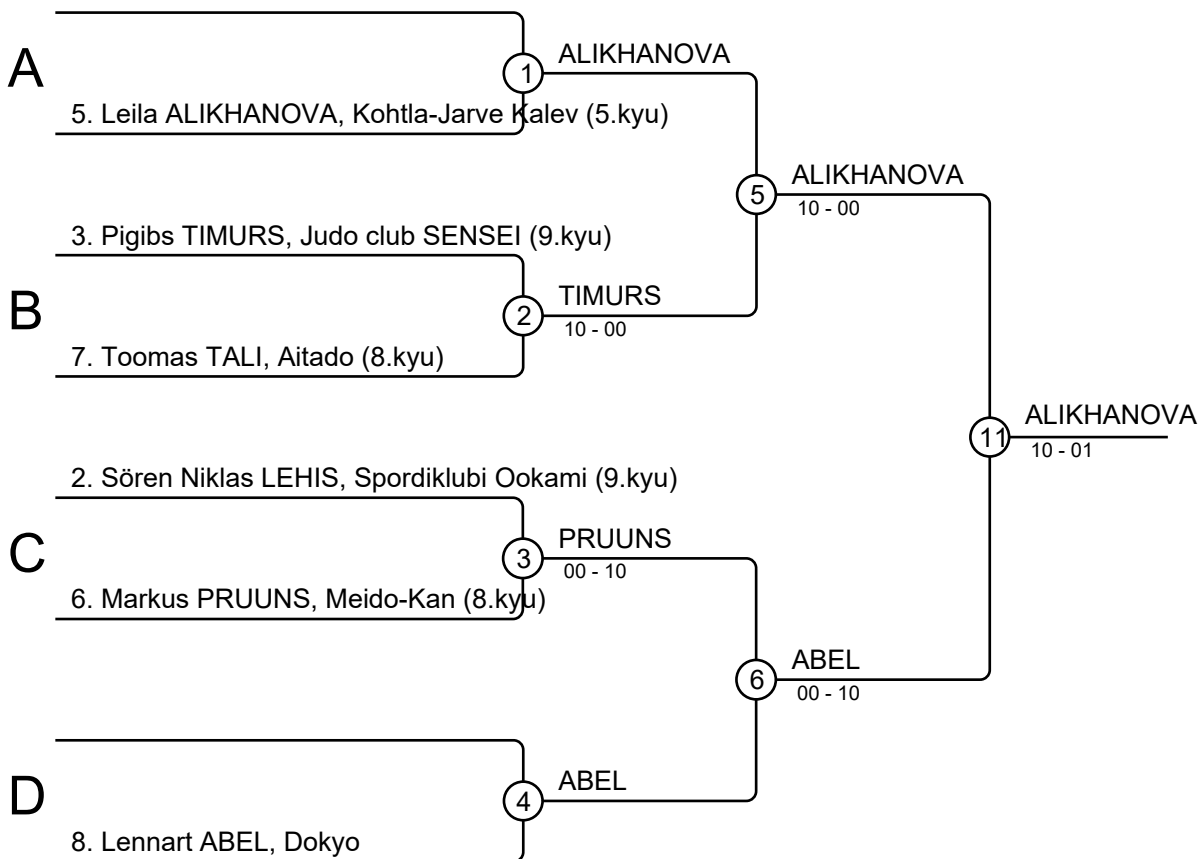 A
1
ALIKHANOVA
5. Leila ALIKHANOVA, Kohtla-Jarve Kalev (5.kyu)
5
ALIKHANOVA
10 - 00
3. Pigibs TIMURS, Judo club SENSEI (9.kyu)
B
2
TIMURS
10 - 00
7. Toomas TALI, Aitado (8.kyu)
11
ALIKHANOVA
10 - 01
2. Sören Niklas LEHIS, Spordiklubi Ookami (9.kyu)
C
3
PRUUNS
00 - 10
6. Markus PRUUNS, Meido-Kan (8.kyu)
6
ABEL
00 - 10
D
4
ABEL
8. Lennart ABEL, Dokyo